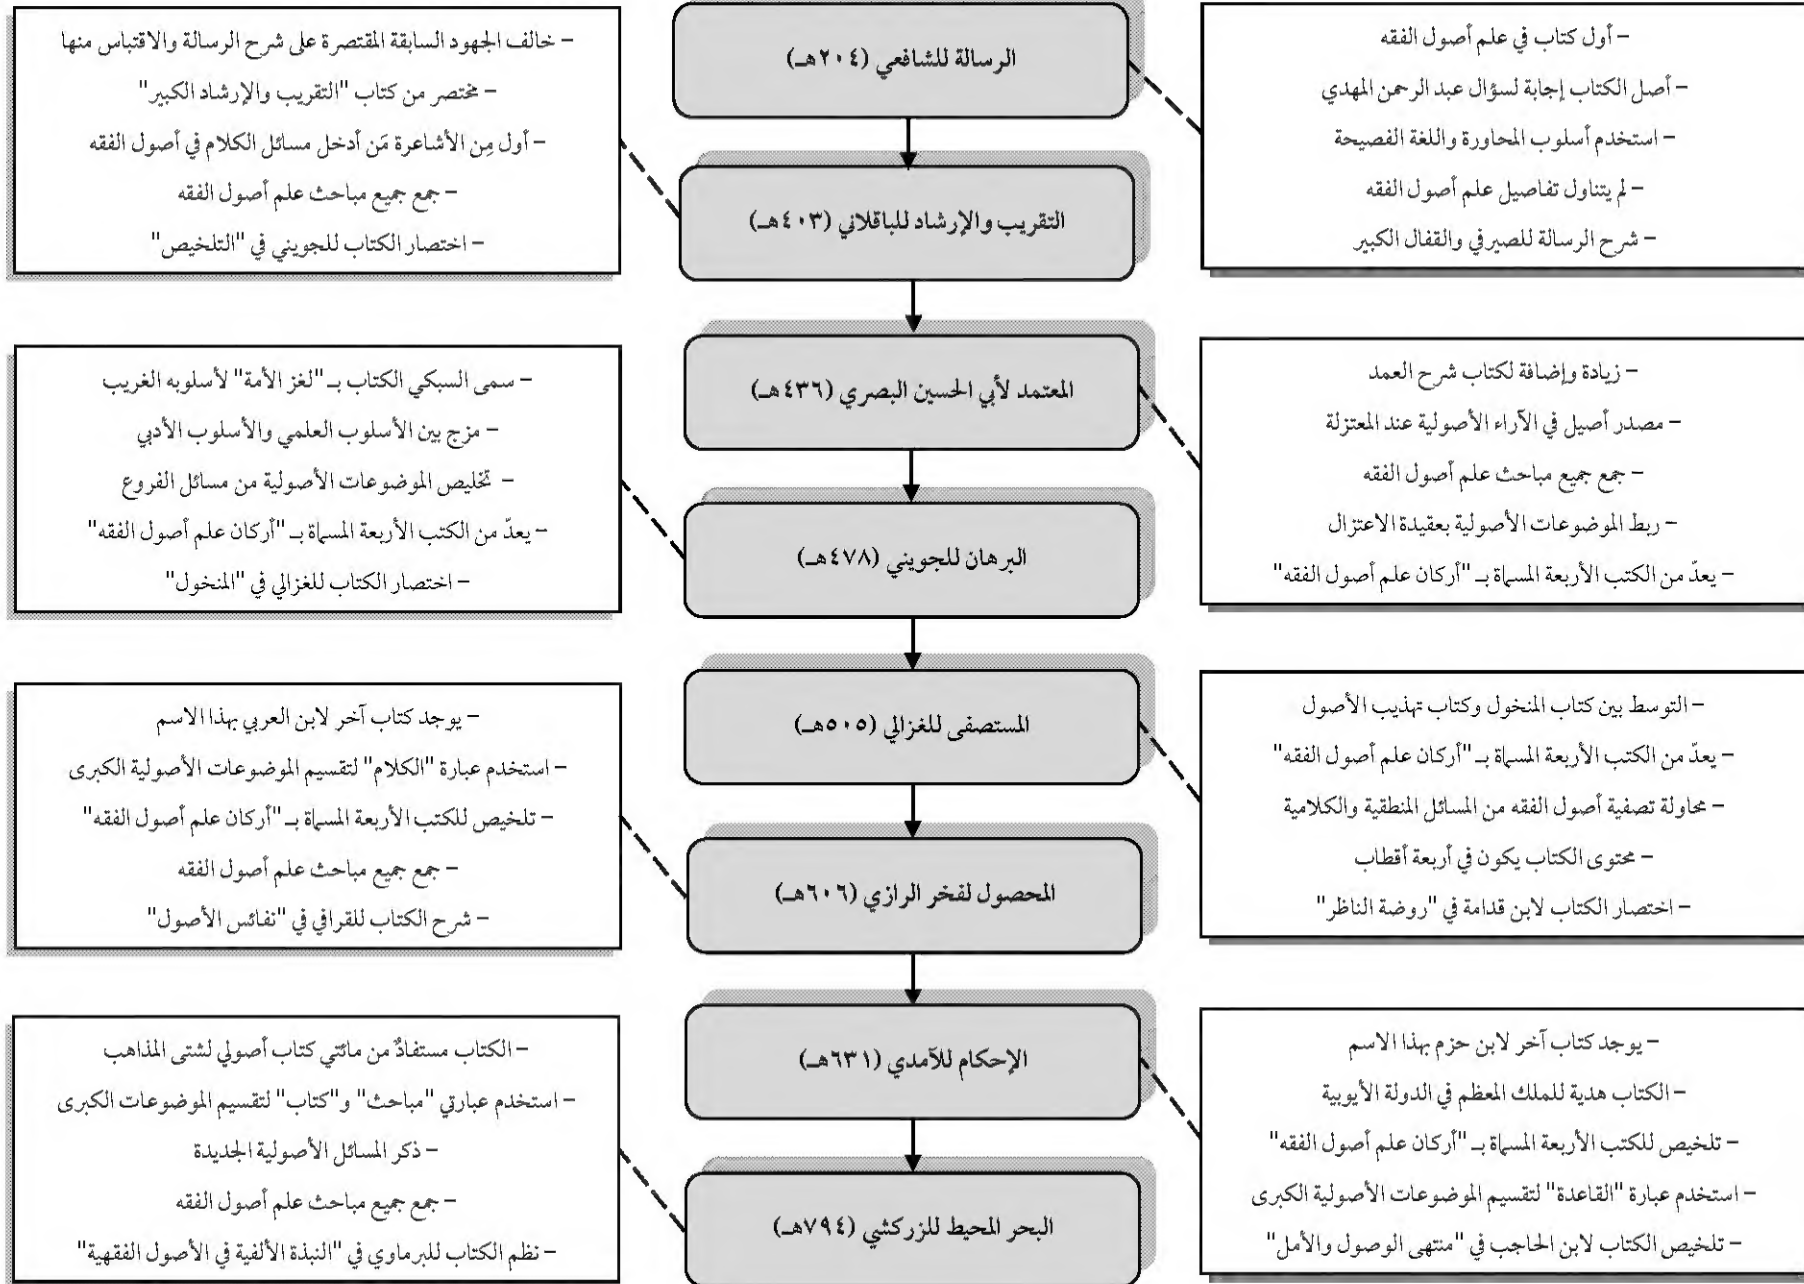 الرسالة للشافعي (٢٠٤هـ)
– أول كتاب في علم أصول الفقه
– أصل الكتاب إجابة لسؤال عبد الرحمن المهدي
– استخدم أسلوب المحاورة واللغة الفصيحة
– لم يتناول تفاصيل علم أصول الفقه
– شرح الرسالة للصيرفي والقفال الكبير
التقريب والإرشاد للباقلاني (٤٠٣هـ)
– خالف الجهود السابقة المقتصرة على شرح الرسالة والاقتباس منها
– مختصر من كتاب "التقريب والإرشاد الكبير"
– أول مِن الأشاعرة مَن أدخل مسائل الكلام في أصول الفقه
– جمع جميع مباحث علم أصول الفقه
– اختصار الكتاب للجويني في "التلخيص"
المعتمد لأبي الحسين البصري (٤٣٦هـ)
– زيادة وإضافة لكتاب شرح العمد
– مصدر أصيل في الآراء الأصولية عند المعتزلة
– جمع جميع مباحث علم أصول الفقه
– ربط الموضوعات الأصولية بعقيدة الاعتزال
– يعدّ من الكتب الأربعة المسماة بـ "أركان علم أصول الفقه"
البرهان للجويني (٤٧٨هـ)
– سمى السبكي الكتاب بـ "لغز الأمة" لأسلوبه الغريب
– مزج بين الأسلوب العلمي والأسلوب الأدبي
– تخليص الموضوعات الأصولية من مسائل الفروع
– يعدّ من الكتب الأربعة المسماة بـ "أركان علم أصول الفقه"
– اختصار الكتاب للغزالي في "المنخول"
المستصفى للغزالي (٥٠٥هـ)
– التوسط بين كتاب المنخول وكتاب تهذيب الأصول
– يعدّ من الكتب الأربعة المسماة بـ "أركان علم أصول الفقه"
– محاولة تصفية أصول الفقه من المسائل المنطقية والكلامية
– محتوى الكتاب يكون في أربعة أقطاب
– اختصار الكتاب لابن قدامة في "روضة الناظر"
المحصول لفخر الرازي (٦٠٦هـ)
– يوجد كتاب آخر لابن العربي بهذا الاسم
– استخدم عبارة "الكلام" لتقسيم الموضوعات الأصولية الكبرى
– تلخيص للكتب الأربعة المسماة بـ "أركان علم أصول الفقه"
– جمع جميع مباحث علم أصول الفقه
– شرح الكتاب للقرافي في "نفائس الأصول"
الإحكام للآمدي (٦٣١هـ)
– يوجد كتاب آخر لابن حزم بهذا الاسم
– الكتاب هدية للملك المعظم في الدولة الأيوبية
– تلخيص للكتب الأربعة المسماة بـ "أركان علم أصول الفقه"
– استخدم عبارة "القاعدة" لتقسيم الموضوعات الأصولية الكبرى
– تلخيص الكتاب لابن الحاجب في "منتهى الوصول والأمل"
البحر المحيط للزركشي (٧٩٤هـ)
– الكتاب مستفادٌ من مائتي كتاب أصولي لشتى المذاهب
– استخدم عبارتي "مباحث" و"كتاب" لتقسيم الموضوعات الكبرى
– ذكر المسائل الأصولية الجديدة
– جمع جميع مباحث علم أصول الفقه
– نظم الكتاب للبرماوي في "النبذة الألفية في الأصول الفقهية"